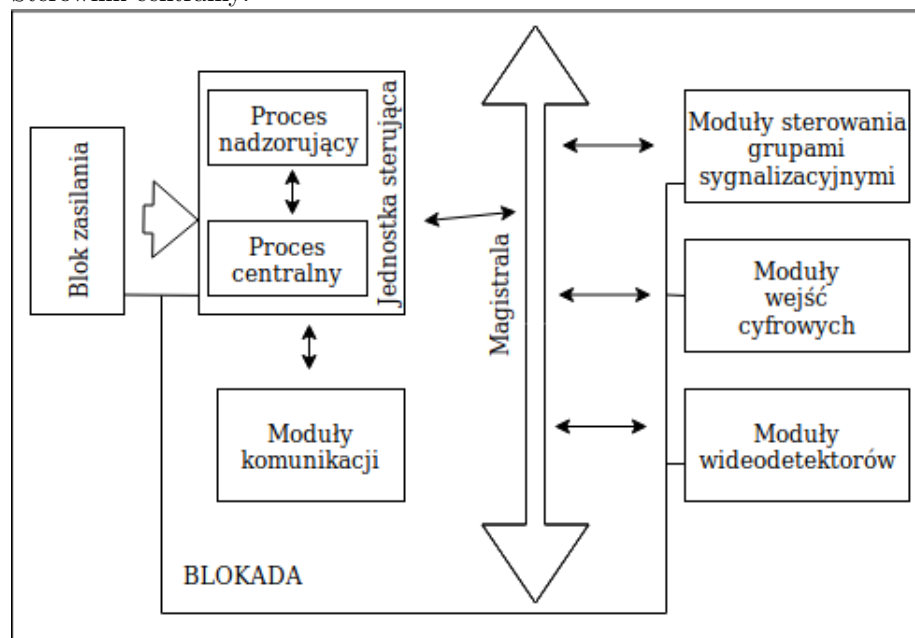 Sterownik centralny:
Blok zasilania
Proces
nadzorujący
Proces
centralny
Jednostka sterująca
Moduły
komunikacji
Magistrala
Moduły sterowania
grupami
sygnalizacyjnymi
Moduły
wejść
cyfrowych
Moduły
wideodetektorów
BLOKADA